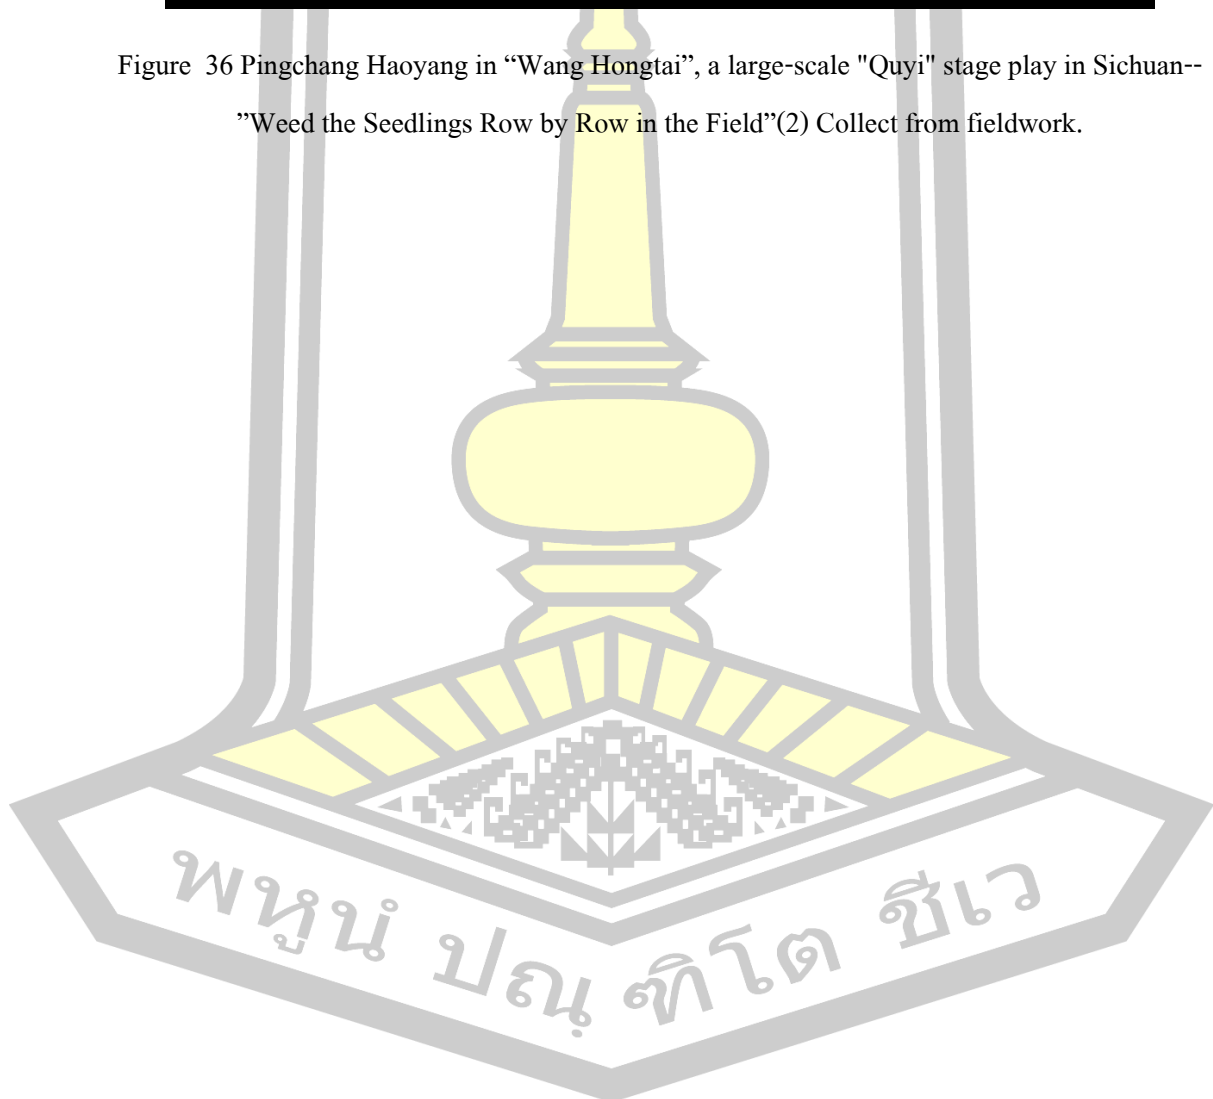 Figure  36 Pingchang Haoyang in “Wang Hongtai”, a large-scale "Quyi" stage play in Sichuan--
”Weed the Seedlings Row by Row in the Field”(2) Collect from fieldwork.
พหูนํ ปณฺฑิโต ชีเว